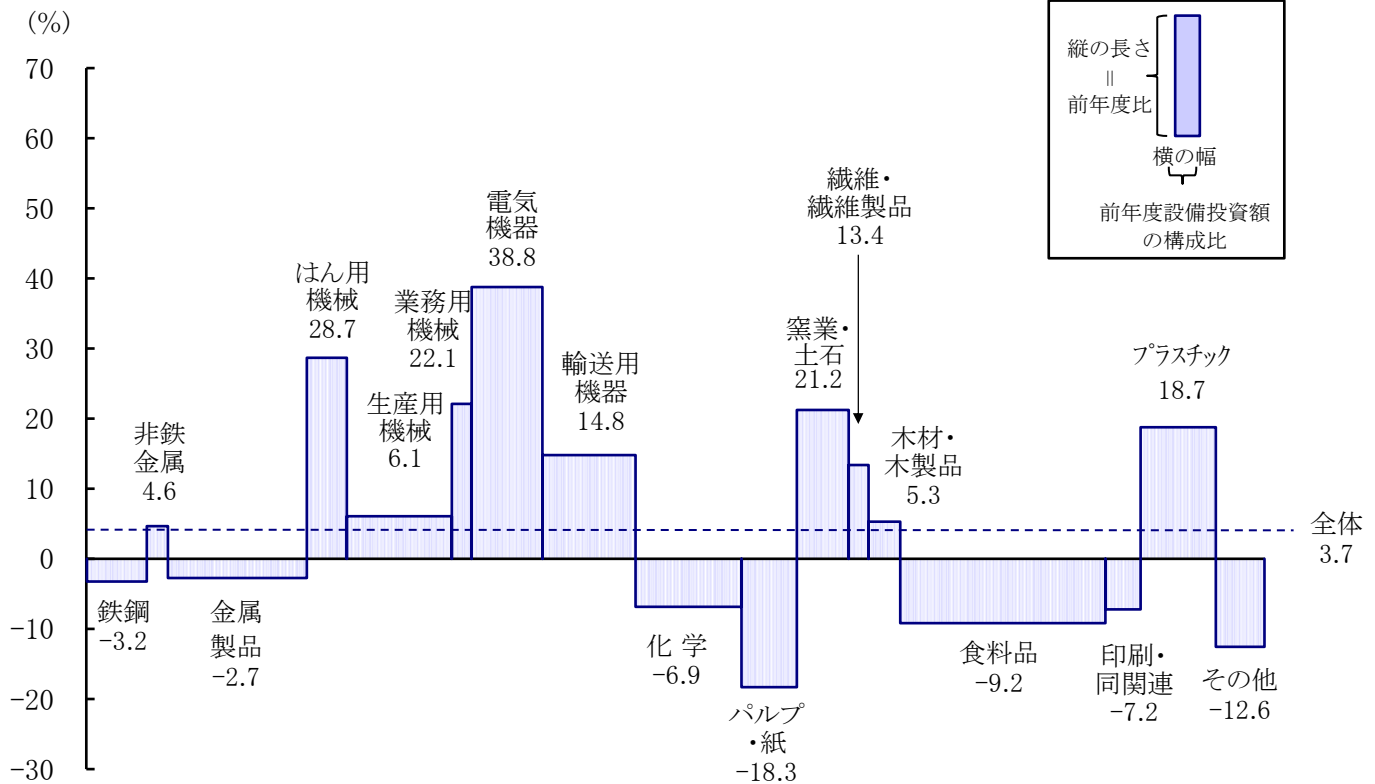 (%)
70
60
50
40
30
20
10
0
-10
-20
-30
縦の長さ
||
前年度比
横の幅
前年度設備投資額
の構成比
鉄鋼
-3.2
非鉄
金属
4.6
金属
製品
-2.7
はん用
機械
28.7
生産用
機械
6.1
業務用
機械
22.1
電気
機器
38.8
輸送用
機器
14.8
化 学
-6.9
パルプ
・紙
-18.3
窯業・
土石
21.2
繊維・
繊維製品
13.4
木材・
木製品
5.3
食料品
-9.2
印刷・
同関連
-7.2
プラスチック
18.7
その他
-12.6
全体
3.7